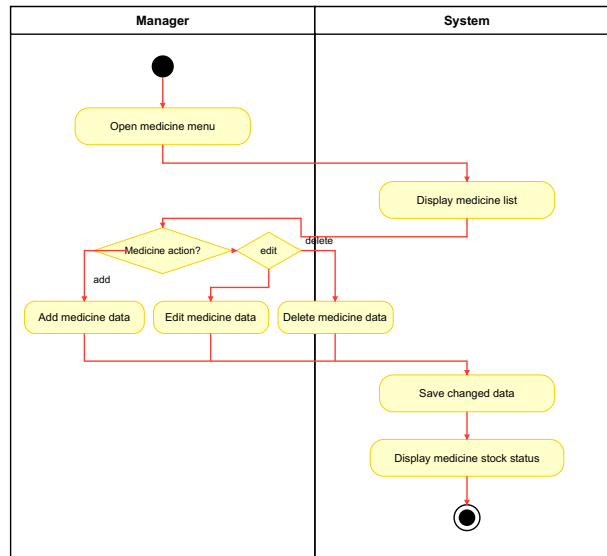 Manager
System
Open medicine menu
Display medicine list
Medicine action?
edit
delete
add
Add medicine data
Edit medicine data
Delete medicine data
Save changed data
Display medicine stock status